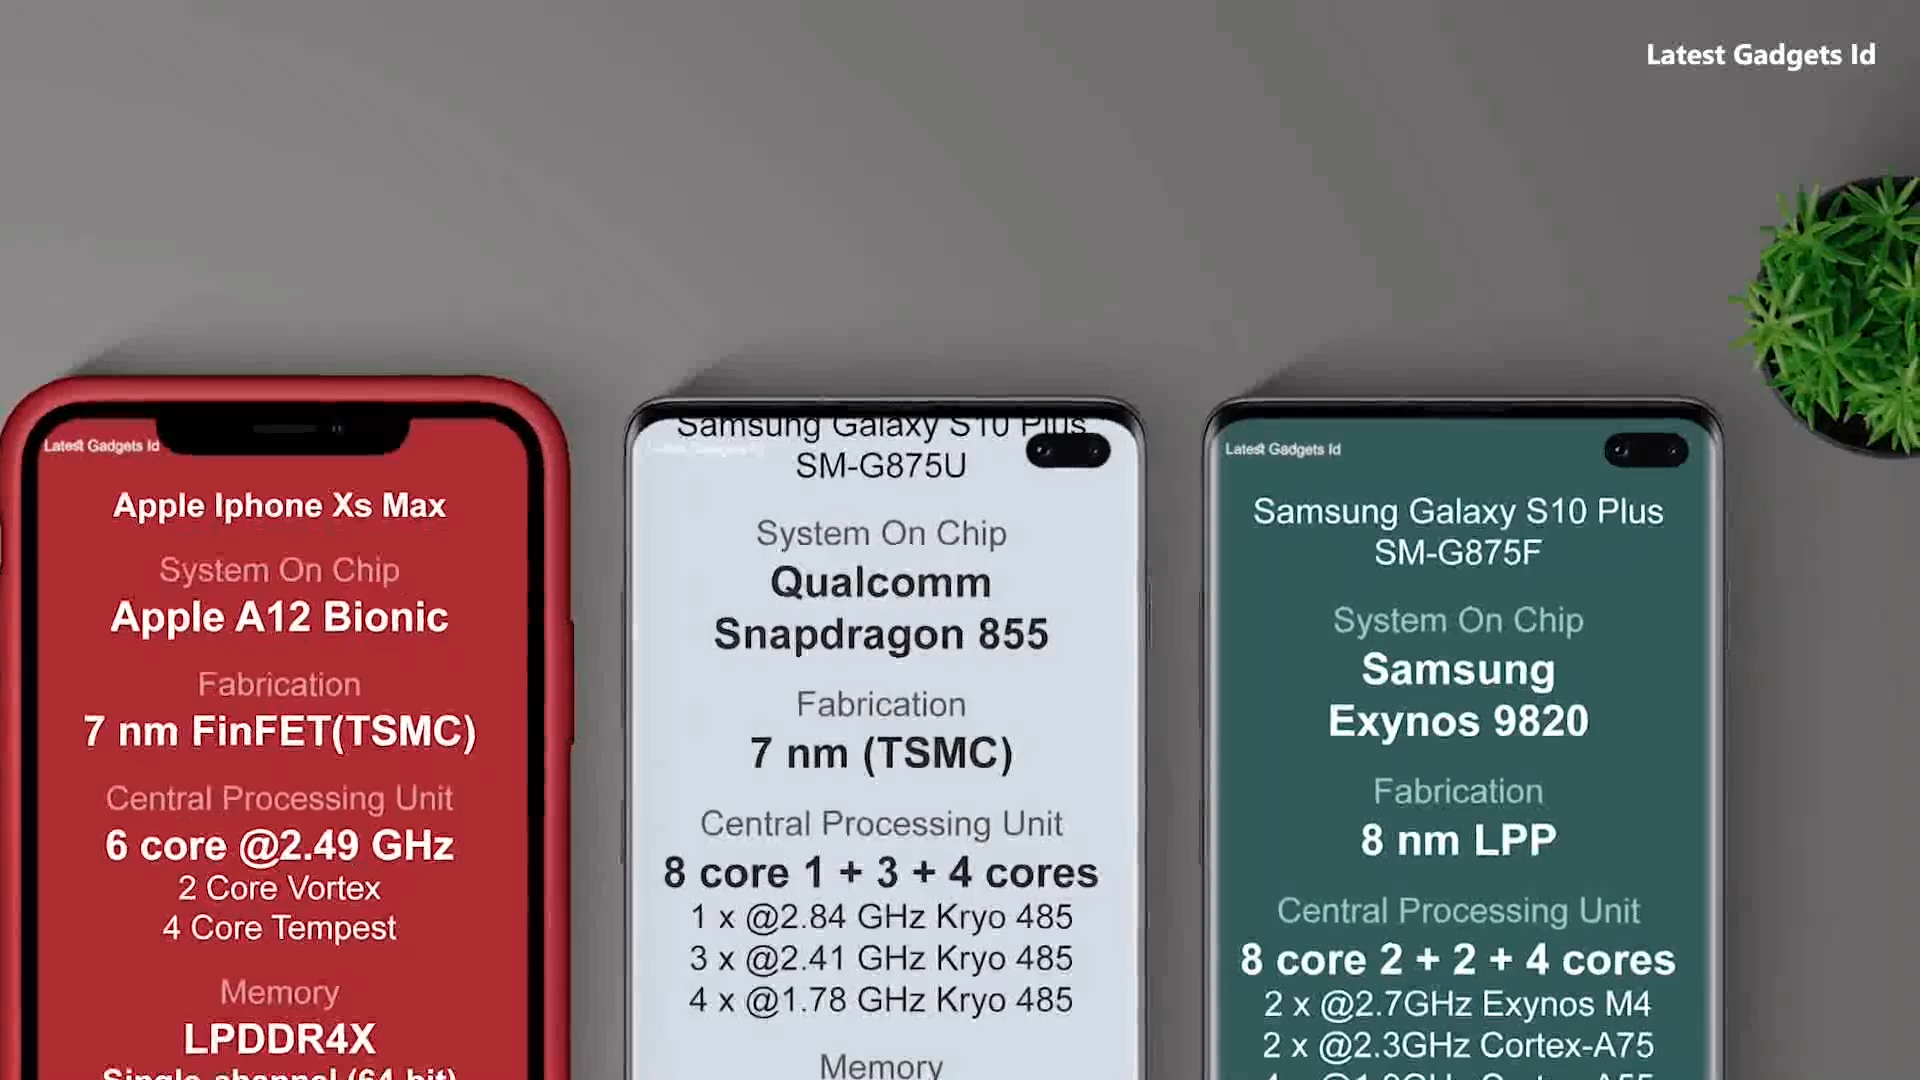 Latest Gadgets Id
Latest Gadgets Id
Apple Iphone Xs Max
System On Chip
Apple A12 Bionic
Fabrication
7 nm FinFET(TSMC)
Central Processing Unit
6 core @2.49 GHz
2 Core Vortex
4 Core Tempest
Memory
LPDDR4X
Single-channel (64-bit)
Samsung Galaxy S10 Plus
SM-G875U
System On Chip
Qualcomm
Snapdragon 855
Fabrication
7 nm (TSMC)
Central Processing Unit
8 core 1 + 3 + 4 cores
1 x @2.84 GHz Kryo 485
3 x @2.41 GHz Kryo 485
4 x @1.78 GHz Kryo 485
Memory
Latest Gadgets Id
Samsung Galaxy S10 Plus
SM-G875F
System On Chip
Samsung
Exynos 9820
Fabrication
8 nm LPP
Central Processing Unit
8 core 2 + 2 + 4 cores
2 x @2.7GHz Exynos M4
2 x @2.3GHz Cortex-A75